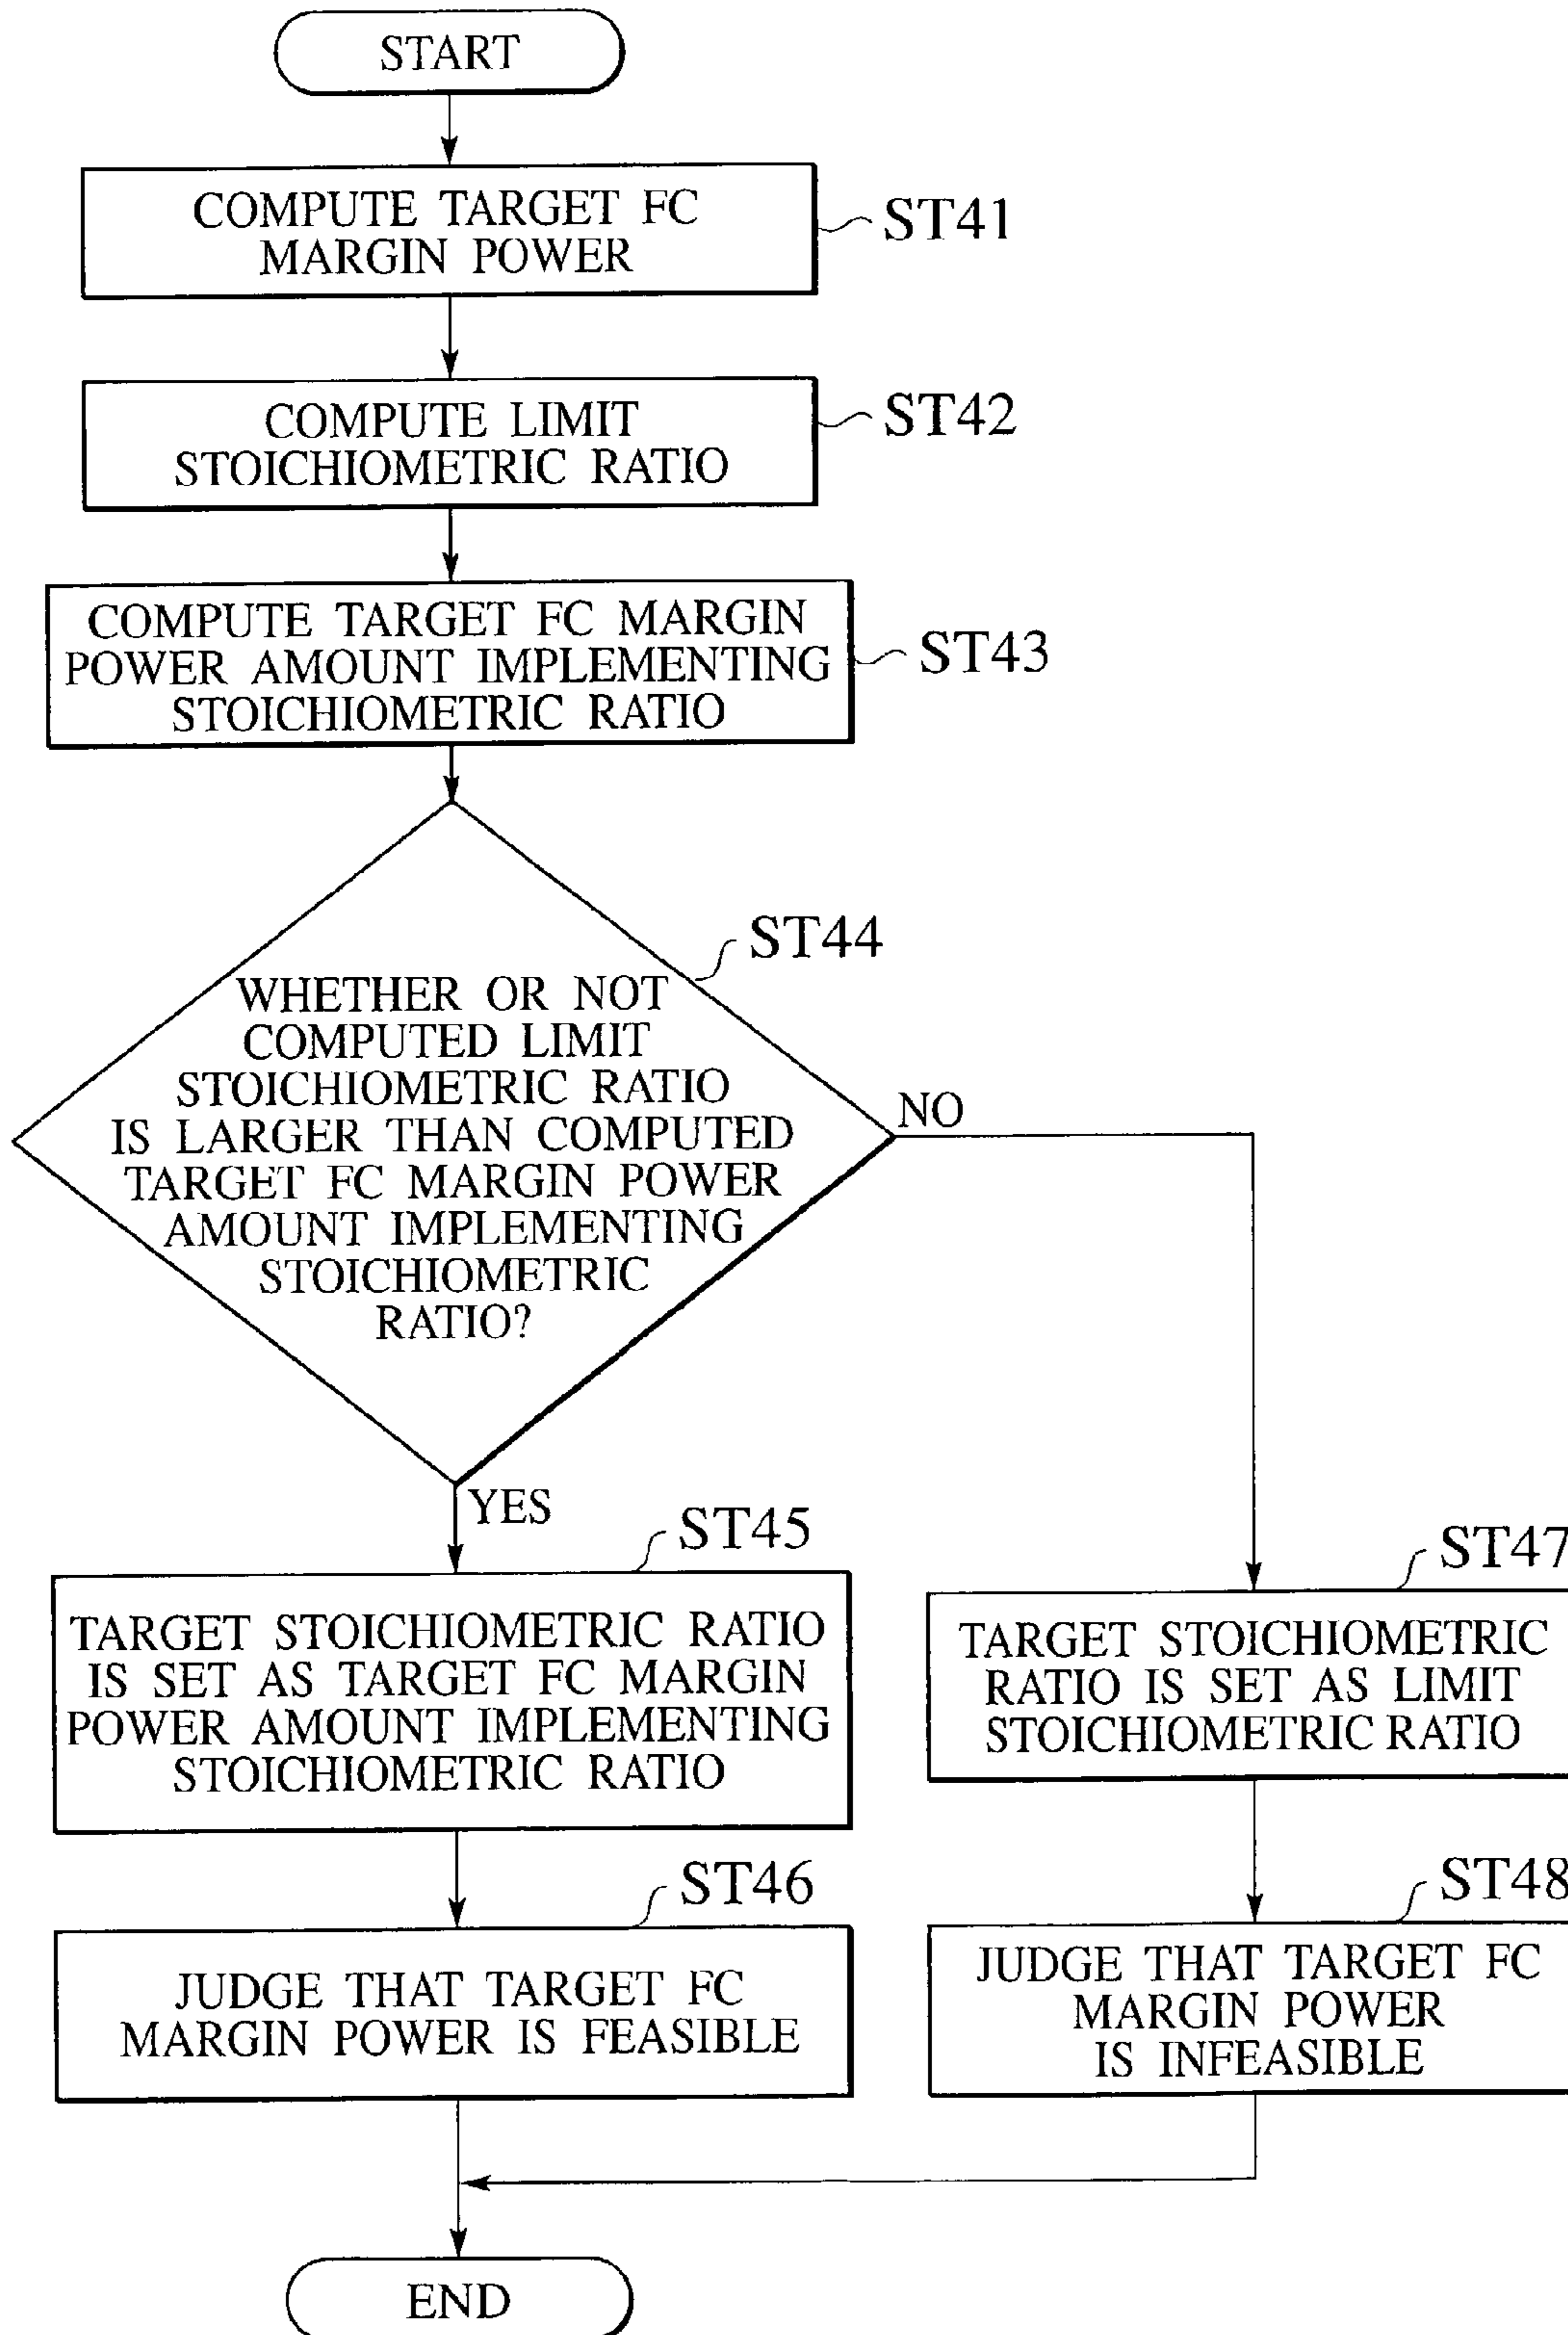 START
COMPUTE TARGET FC
MARGIN POWER
ST41
COMPUTE LIMIT
STOICHIOMETRIC RATIO
ST42
COMPUTE TARGET FC MARGIN
POWER AMOUNT IMPLEMENTING
STOICHIOMETRIC RATIO
ST43
ST44
WHETHER OR NOT
COMPUTED LIMIT
STOICHIOMETRIC RATIO
IS LARGER THAN COMPUTED
TARGET FC MARGIN POWER
AMOUNT IMPLEMENTING
STOICHIOMETRIC
RATIO?
NO
YES
ST45
TARGET STOICHIOMETRIC RATIO
IS SET AS TARGET FC MARGIN
POWER AMOUNT IMPLEMENTING
STOICHIOMETRIC RATIO
ST47
TARGET STOICHIOMETRIC
RATIO IS SET AS LIMIT
STOICHIOMETRIC RATIO
ST46
JUDGE THAT TARGET FC
MARGIN POWER IS FEASIBLE
ST48
JUDGE THAT TARGET FC
MARGIN POWER
IS INFEASIBLE
END